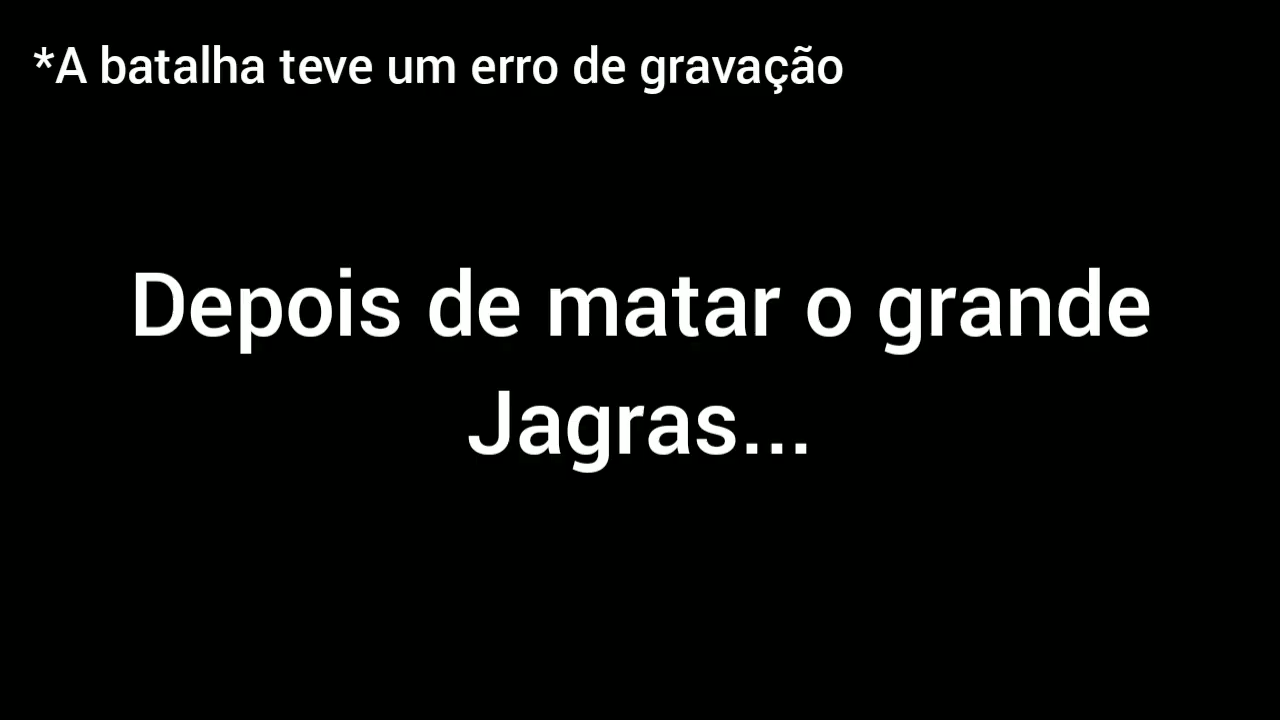 *A batalha teve um erro de gravação
Depois de matar o grande
Jagras...